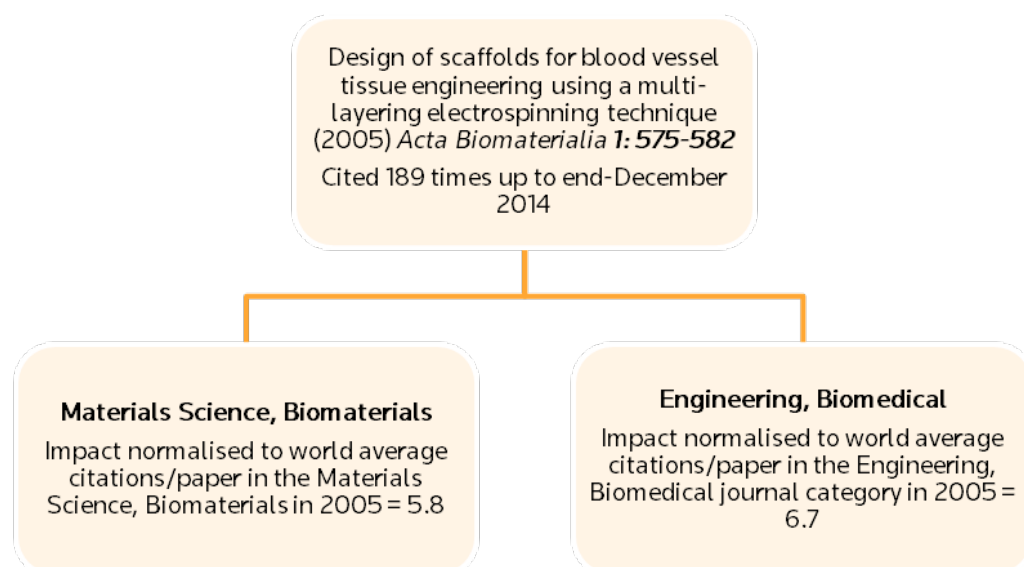 Design of scaffolds for blood vessel
tissue engineering using a multi-
layering electrospinning technique
(2005) Acta Biomaterialia 1: 575-582
Cited 189 times up to end-December
2014
Materials Science, Biomaterials
Impact normalised to world average
citations/paper in the Materials
Science, Biomaterials in 2005 = 5.8
Engineering, Biomedical
Impact normalised to world average
citations/paper in the Engineering,
Biomedical journal category in 2005 =
6.7